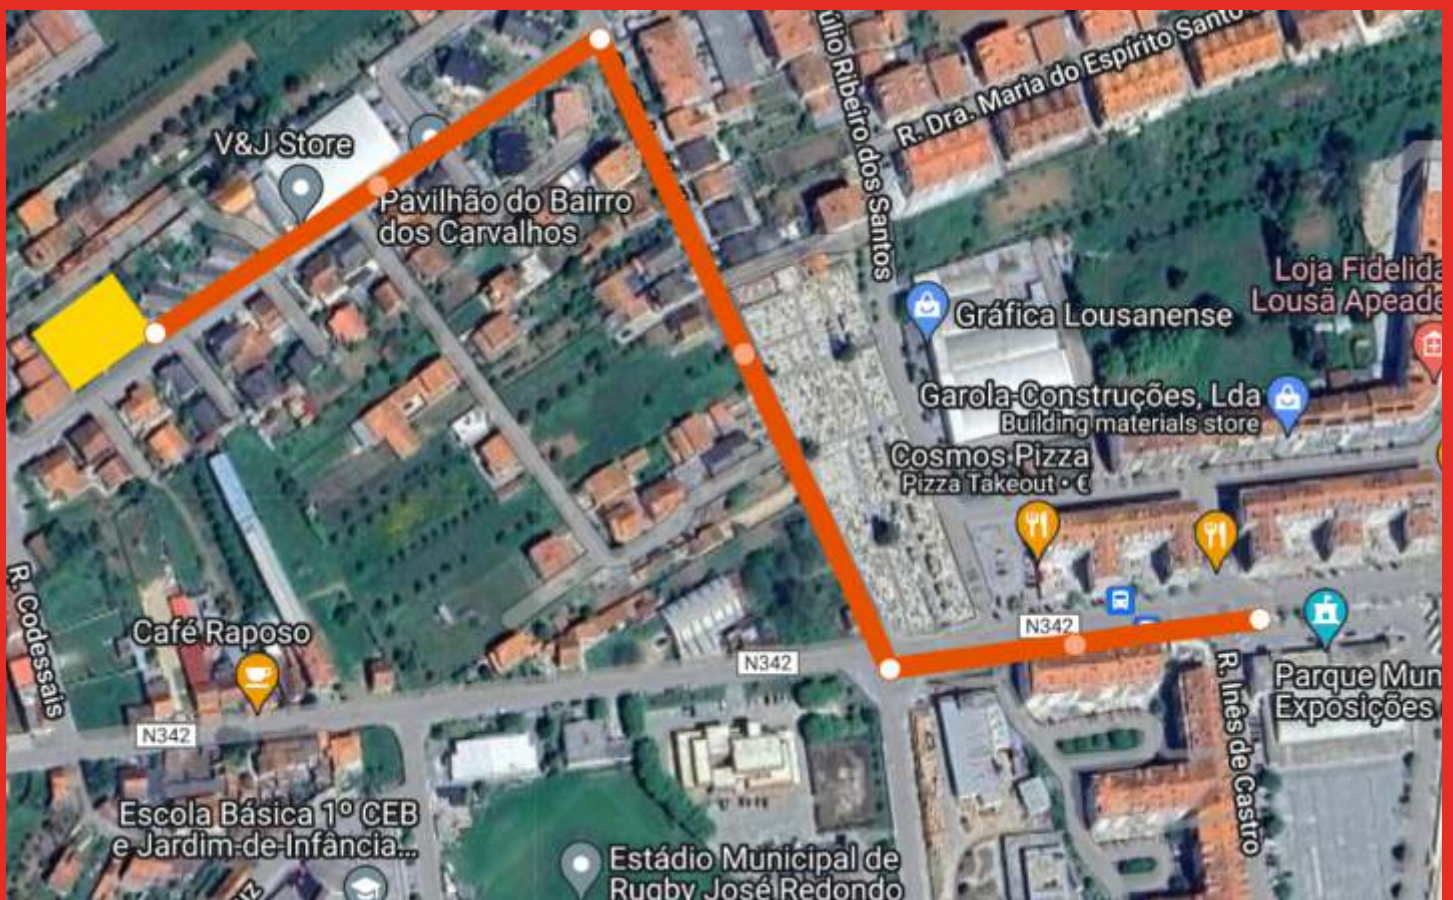 úlio Ribeiro dos Santos
R. Dra. Maria do Espírito Santo
V&J Store
Pavilhão do Bairro
dos Carvalhos
Loja Fidelida
Lousã Apeade
Gráfica Lousanense
Garola-Construções, Lda
Building materials store
Cosmos Pizza
Pizza Takeout • €
R. Codessais
Café Raposo
N342
N342
N342
R. Inês de Castro
Parque Mun
Exposições
Escola Básica 1º CEB
e Jardim-de-Infância...
Estádio Municipal de
Rugby José Redondo